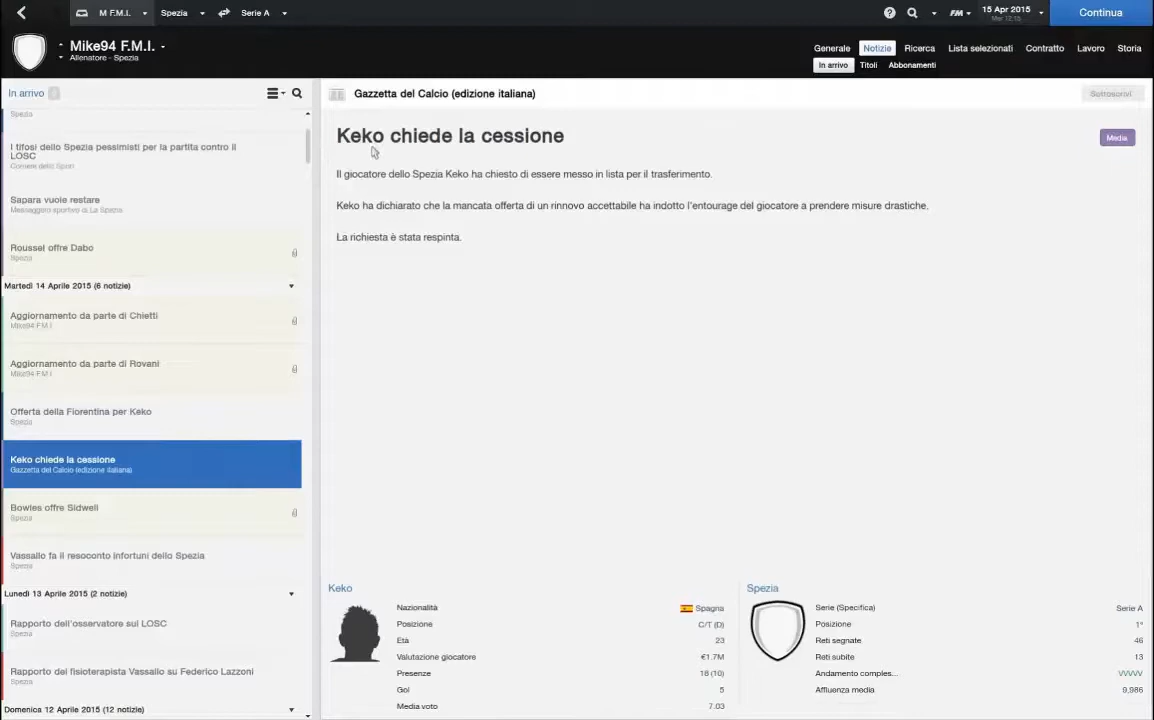 M F.M.I.
Spezia
Serie A
FM
15 Apr 2015
Mer 12:15
Continua
Mike94 F.M.I.
Allenatore - Spezia
Generale
Notizie
Ricerca
Lista selezionati
Contratto
Lavoro
Storia
In arrivo
Titoli
Abbonamenti
In arrivo
Spezia
I tifosi dello Spezia pessimisti per la partita contro il
LOSC
Corriere dello Sport
Sapara vuole restare
Messaggero sportivo di La Spezia
Roussel offre Dabo
Spezia
Martedì 14 Aprile 2015 (6 notizie)
Aggiornamento da parte di Chietti
Mike94 F.M.I
Aggiornamento da parte di Rovani
Mike94 F.M.I
Offerta della Fiorentina per Keko
Spezia
Keko chiede la cessione
Gazzetta del Calcio (edizione italiana)
Bowles offre Sidwell
Spezia
Vassallo fa il resoconto infortuni dello Spezia
Spezia
Lunedì 13 Aprile 2015 (2 notizie)
Rapporto dell'osservatore sul LOSC
Spezia
Rapporto del fisioterapista Vassallo su Federico Lazzoni
Spezia
Domenica 12 Aprile 2015 (12 notizie)
Gazzetta del Calcio (edizione italiana)
Sottoscrivi
Keko chiede la cessione
Media
Il giocatore dello Spezia Keko ha chiesto di essere messo in lista per il trasferimento.
Keko ha dichiarato che la mancata offerta di un rinnovo accettabile ha indotto l'entourage del giocatore a prendere misure drastiche.
La richiesta è stata respinta.
Keko
Nazionalità Spagna
Posizione C/T (D)
Età 23
Valutazione giocatore €1.7M
Presenze 18 (10)
Gol 5
Media voto 7.03
Spezia
Serie (Specifica) Serie A
Posizione 1°
Reti segnate 46
Reti subite 13
Andamento comples... VVVVV
Affluenza media 9,986